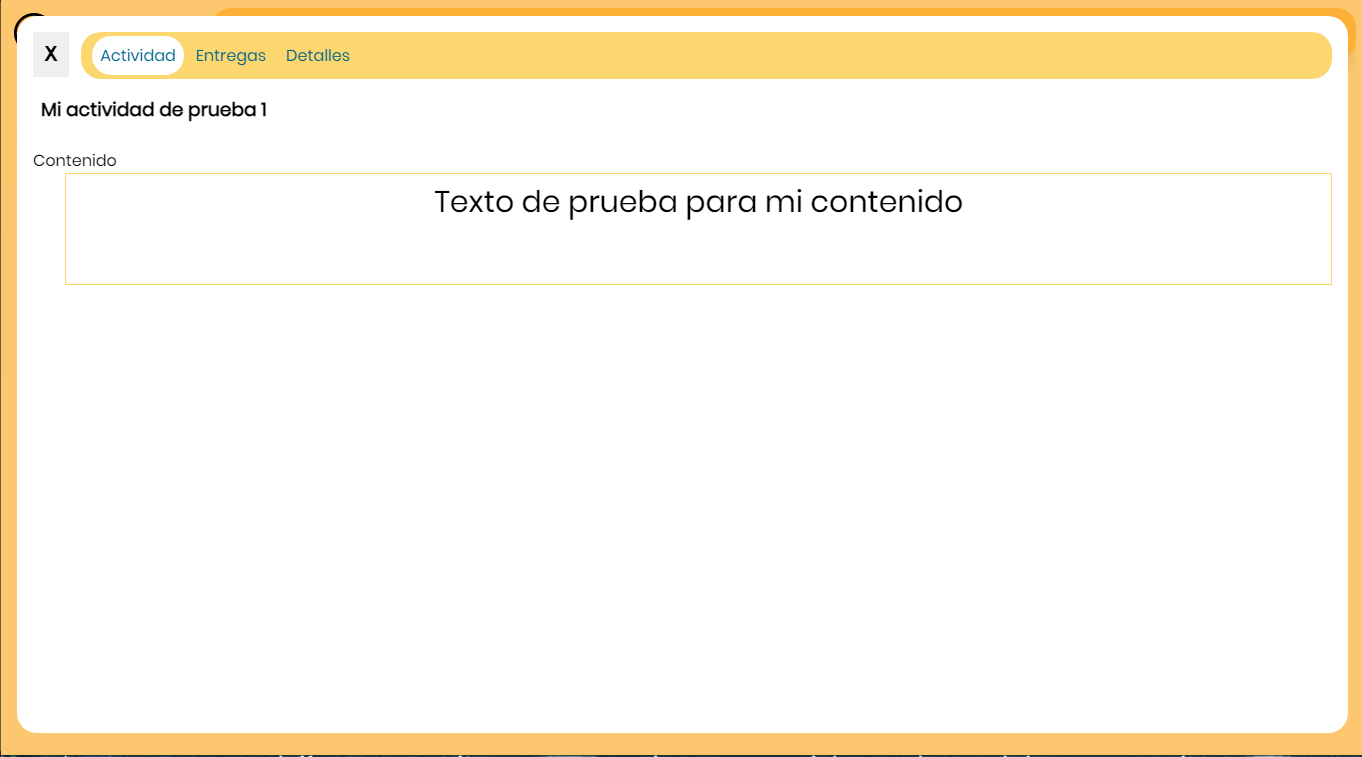 X
Actividad Entregas Detalles
Mi actividad de prueba 1
Contenido
Texto de prueba para mi contenido